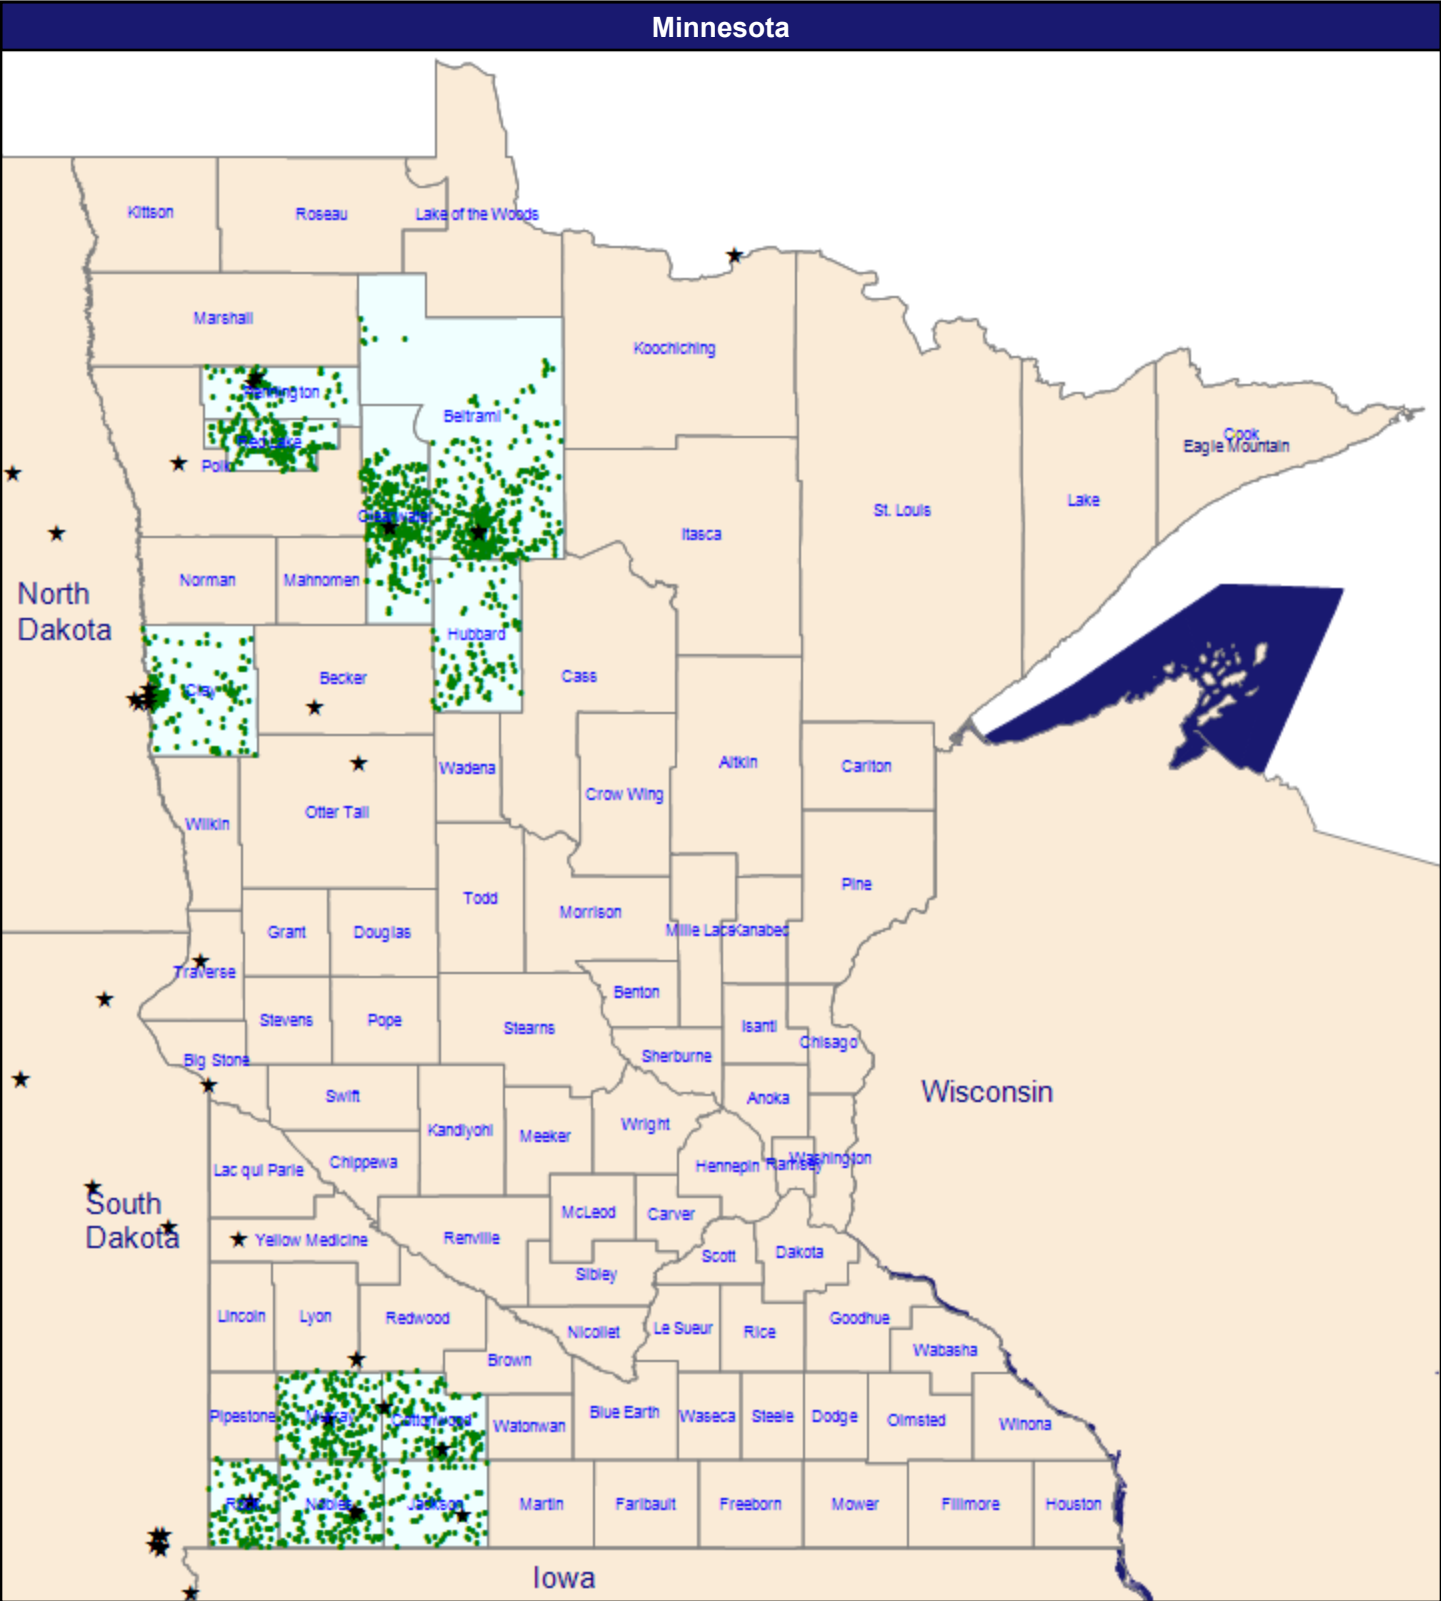 Minnesota
Kittson
Roseau
Lake of the Woods
Marshall
Koochiching
Pennington
Beltrami
Red Lake
Polk
Cook
Eagle Mountain
Lake
St. Louis
Clearwater
Itasca
Norman
Mahnomen
North
Dakota
Hubbard
Clay
Becker
Cass
Wadena
Aitkin
Carlton
Crow Wing
Otter Tail
Wilkin
Pine
Todd
Morrison
Mille Lacs
Kanabec
Grant
Douglas
Traverse
Benton
Stevens
Pope
Stearns
Isanti
Chisago
Big Stone
Sherburne
Swift
Anoka
Wisconsin
Kandiyohi
Meeker
Wright
Lac qui Parle
Chippewa
Hennepin
Ramsey
Washington
South
Dakota
McLeod
Carver
Yellow Medicine
Renville
Scott
Dakota
Sibley
Lincoln
Lyon
Redwood
Nicollet
Le Sueur
Rice
Goodhue
Wabasha
Brown
Pipestone
Murray
Cottonwood
Watonwan
Blue Earth
Waseca
Steele
Dodge
Olmsted
Winona
Rock
Nobles
Jackson
Martin
Faribault
Freeborn
Mower
Fillmore
Houston
Iowa